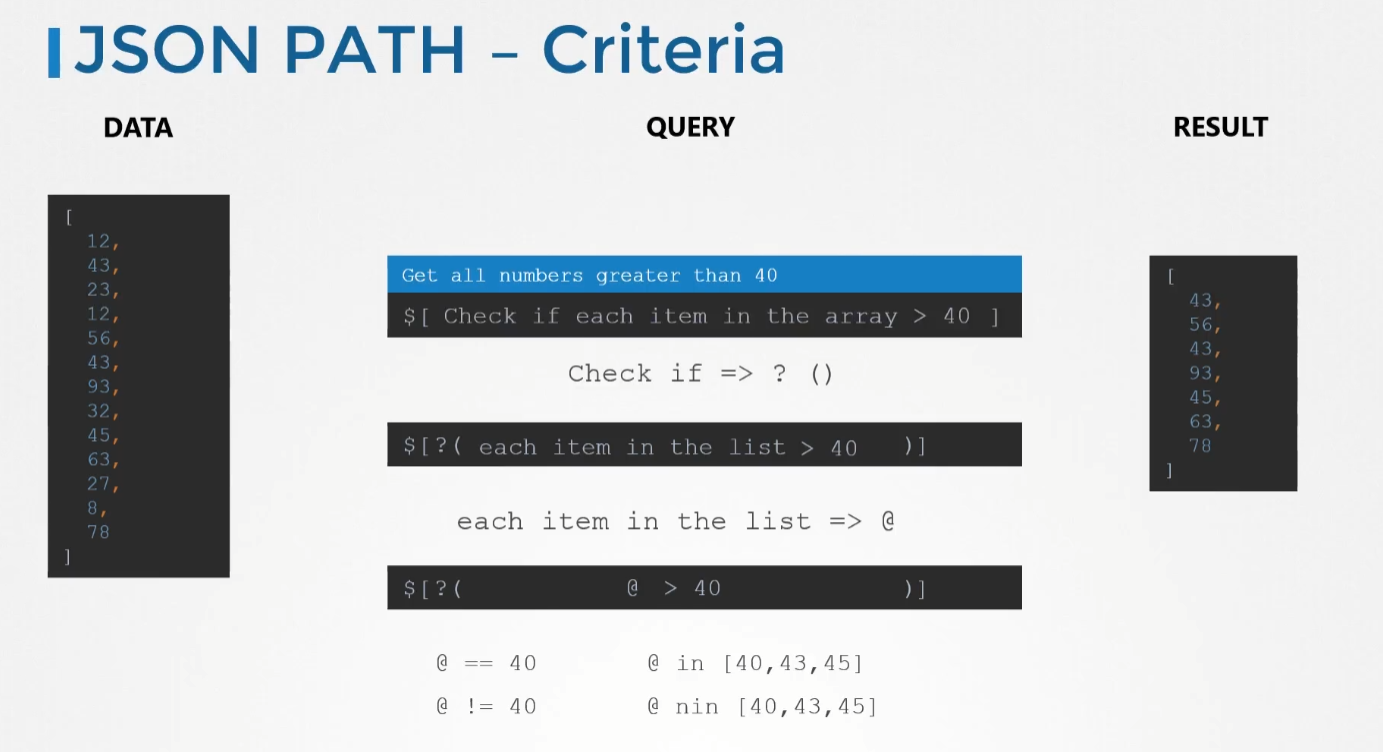 JSON PATH – Criteria
DATA
QUERY
RESULT
[
12,
43,
23,
12,
56,
43,
93,
32,
45,
63,
27,
8,
78
]
Get all numbers greater than 40
$[ Check if each item in the array > 40 ]
Check if => ? ()
$[?( each item in the list > 40 )]
each item in the list => @
$[?( @ > 40 )]
@ == 40
@ in [40,43,45]
@ != 40
@ nin [40,43,45]
[
43,
56,
43,
93,
45,
63,
78
]